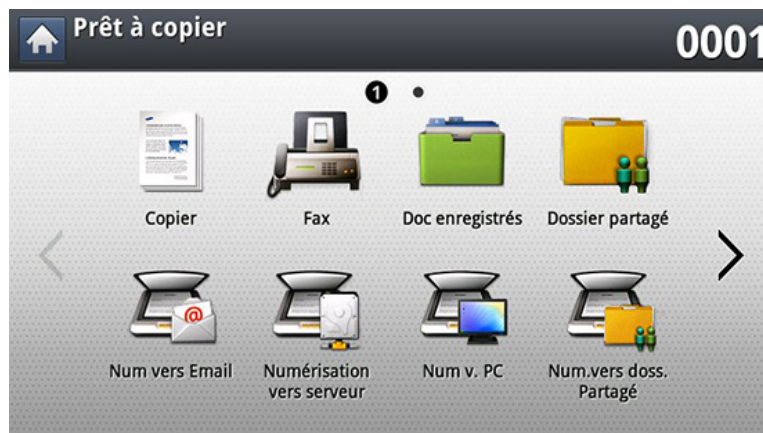 Prêt à copier
0001
1
Copier
Fax
Doc enregistrés
Dossier partagé
Num vers Email
Numérisation
vers serveur
Num v. PC
Num.vers doss.
Partagé